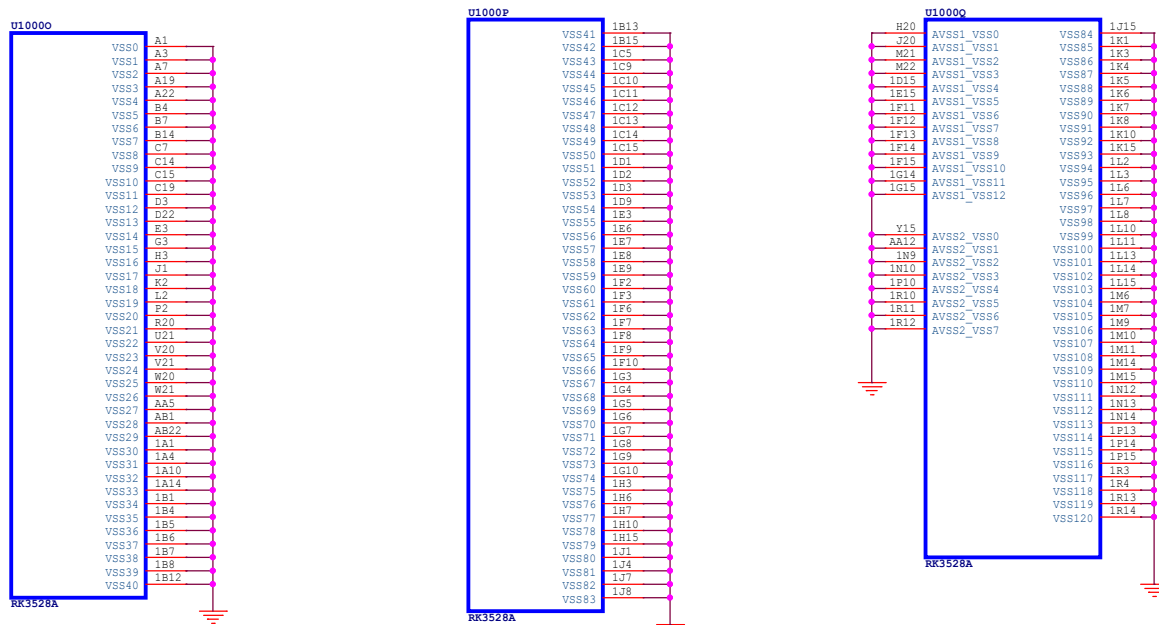 U1000O
VSS0 A1
VSS1 A3
VSS2 A7
VSS3 A19
VSS4 A22
VSS5 B4
VSS6 B7
VSS7 B14
VSS8 C7
VSS9 C14
VSS10 C15
VSS11 C19
VSS12 D3
VSS13 D22
VSS14 E3
VSS15 G3
VSS16 H3
VSS17 J1
VSS18 K2
VSS19 L2
VSS20 P2
VSS21 R20
VSS22 U21
VSS23 V20
VSS24 V21
VSS25 W20
VSS26 W21
VSS27 AA5
VSS28 AB1
VSS29 AB22
VSS30 1A1
VSS31 1A4
VSS32 1A10
VSS33 1A14
VSS34 1B1
VSS35 1B4
VSS36 1B5
VSS37 1B6
VSS38 1B7
VSS39 1B8
VSS40 1B12
RK3528A
U1000P
VSS41 1B13
VSS42 1B15
VSS43 1C5
VSS44 1C9
VSS45 1C10
VSS46 1C11
VSS47 1C12
VSS48 1C13
VSS49 1C14
VSS50 1C15
VSS51 1D1
VSS52 1D2
VSS53 1D3
VSS54 1D9
VSS55 1E3
VSS56 1E6
VSS57 1E7
VSS58 1E8
VSS59 1E9
VSS60 1F2
VSS61 1F3
VSS62 1F6
VSS63 1F7
VSS64 1F8
VSS65 1F9
VSS66 1F10
VSS67 1G3
VSS68 1G4
VSS69 1G5
VSS70 1G6
VSS71 1G7
VSS72 1G8
VSS73 1G9
VSS74 1G10
VSS75 1H3
VSS76 1H6
VSS77 1H7
VSS78 1H10
VSS79 1H15
VSS80 1J1
VSS81 1J4
VSS82 1J7
VSS83 1J8
RK3528A
U1000Q
H20 AVSS1_VSS0 VSS84 1J15
J20 AVSS1_VSS1 VSS85 1K1
M21 AVSS1_VSS2 VSS86 1K3
M22 AVSS1_VSS3 VSS87 1K4
1D15 AVSS1_VSS4 VSS88 1K5
1E15 AVSS1_VSS5 VSS89 1K6
1F11 AVSS1_VSS6 VSS90 1K7
1F12 AVSS1_VSS7 VSS91 1K8
1F13 AVSS1_VSS8 VSS92 1K10
1F14 AVSS1_VSS9 VSS93 1K15
1F15 AVSS1_VSS10 VSS94 1L2
1G14 AVSS1_VSS11 VSS95 1L3
1G15 AVSS1_VSS12 VSS96 1L6
VSS97 1L7
VSS98 1L8
Y15 AVSS2_VSS0 VSS99 1L10
AA12 AVSS2_VSS1 VSS100 1L11
1N9 AVSS2_VSS2 VSS101 1L13
1N10 AVSS2_VSS3 VSS102 1L14
1P10 AVSS2_VSS4 VSS103 1L15
1R10 AVSS2_VSS5 VSS104 1M6
1R11 AVSS2_VSS6 VSS105 1M7
1R12 AVSS2_VSS7 VSS106 1M9
VSS107 1M10
VSS108 1M11
VSS109 1M14
VSS110 1M15
VSS111 1N12
VSS112 1N13
VSS113 1N14
VSS114 1P13
VSS115 1P14
VSS116 1P15
VSS117 1R3
VSS118 1R4
VSS119 1R13
VSS120 1R14
RK3528A